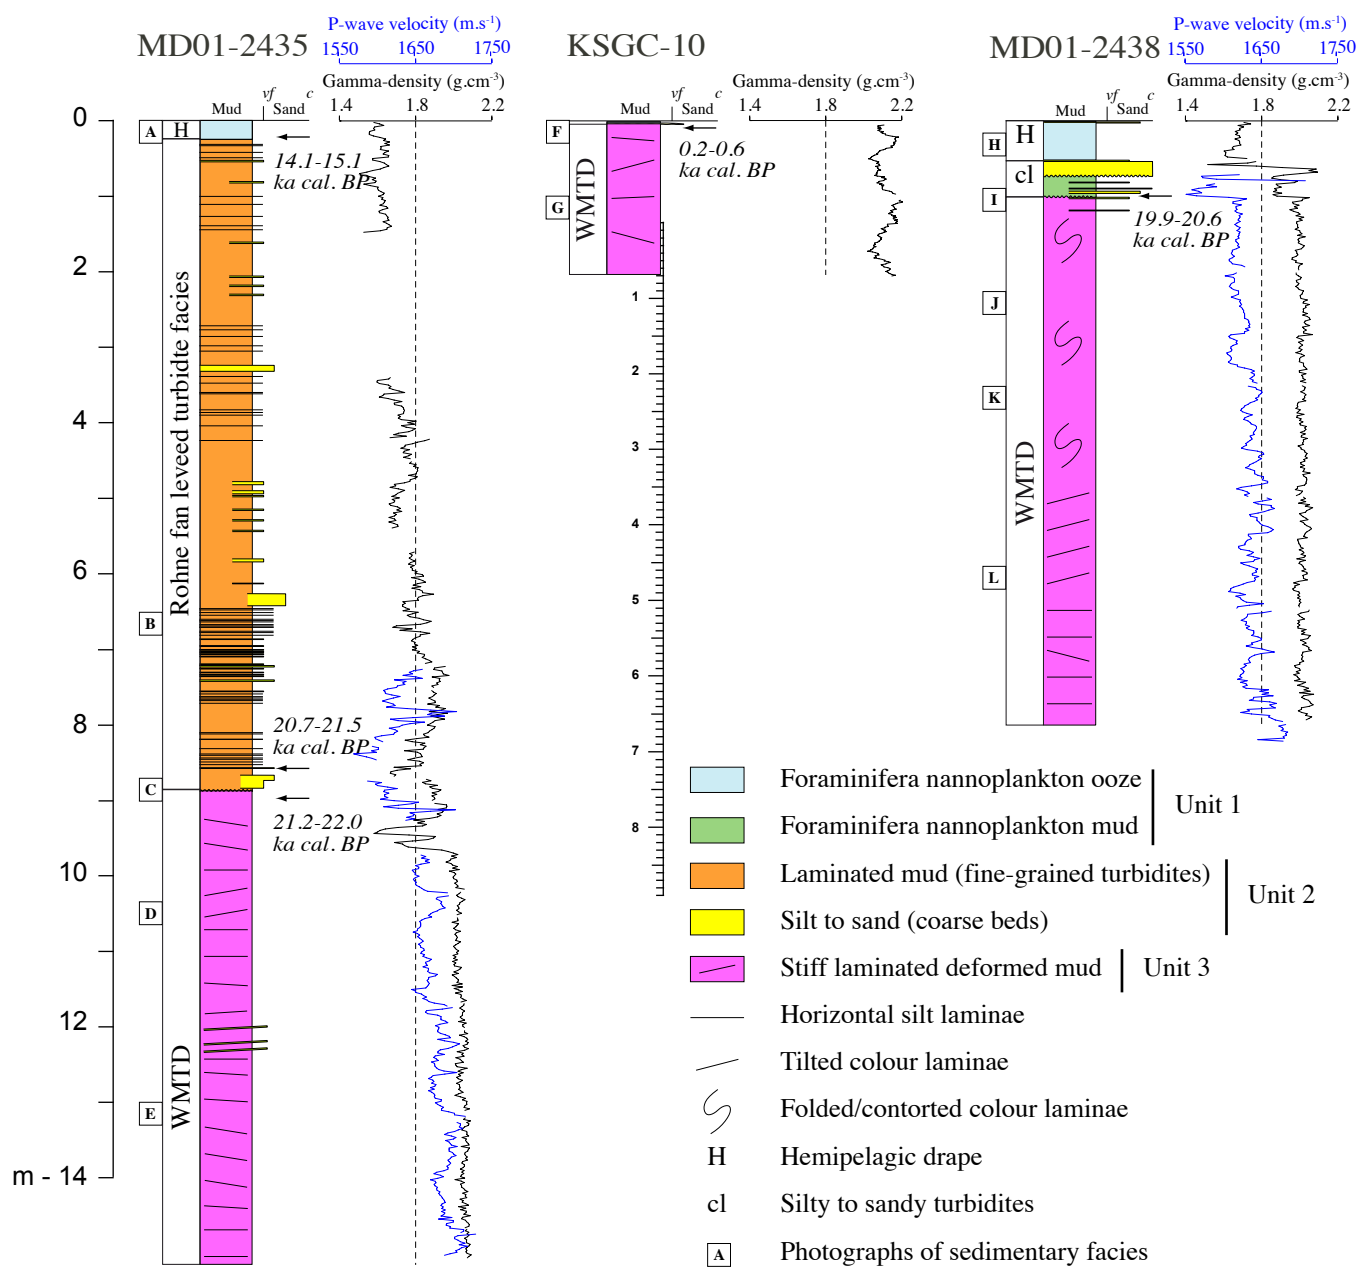 P-wave velocity (m.s-1)
MD01-2435
1550 1650 1750
Gamma-density (g.cm-3)
1.4 1.8 2.2
vf c
Mud Sand
KSGC-10
Gamma-density (g.cm-3)
1.4 1.8 2.2
vf c
Mud Sand
P-wave velocity (m.s-1)
MD01-2438
1550 1650 1750
Gamma-density (g.cm-3)
1.4 1.8 2.2
vf c
Mud Sand
0
2
4
6
8
10
12
m - 14
A
H
14.1-15.1
ka cal. BP
Rohne fan leveed turbidte facies
B
20.7-21.5
ka cal. BP
C
21.2-22.0
ka cal. BP
D
E
WMTD
F
G
WMTD
0.2-0.6
ka cal. BP
1
2
3
4
5
6
7
8
H
H
cl
I
19.9-20.6
ka cal. BP
J
K
L
WMTD
Foraminifera nannoplankton ooze
Foraminifera nannoplankton mud
Unit 1
Laminated mud (fine-grained turbidites)
Silt to sand (coarse beds)
Unit 2
Stiff laminated deformed mud
Unit 3
Horizontal silt laminae
Tilted colour laminae
Folded/contorted colour laminae
H Hemipelagic drape
cl Silty to sandy turbidites
A Photographs of sedimentary facies